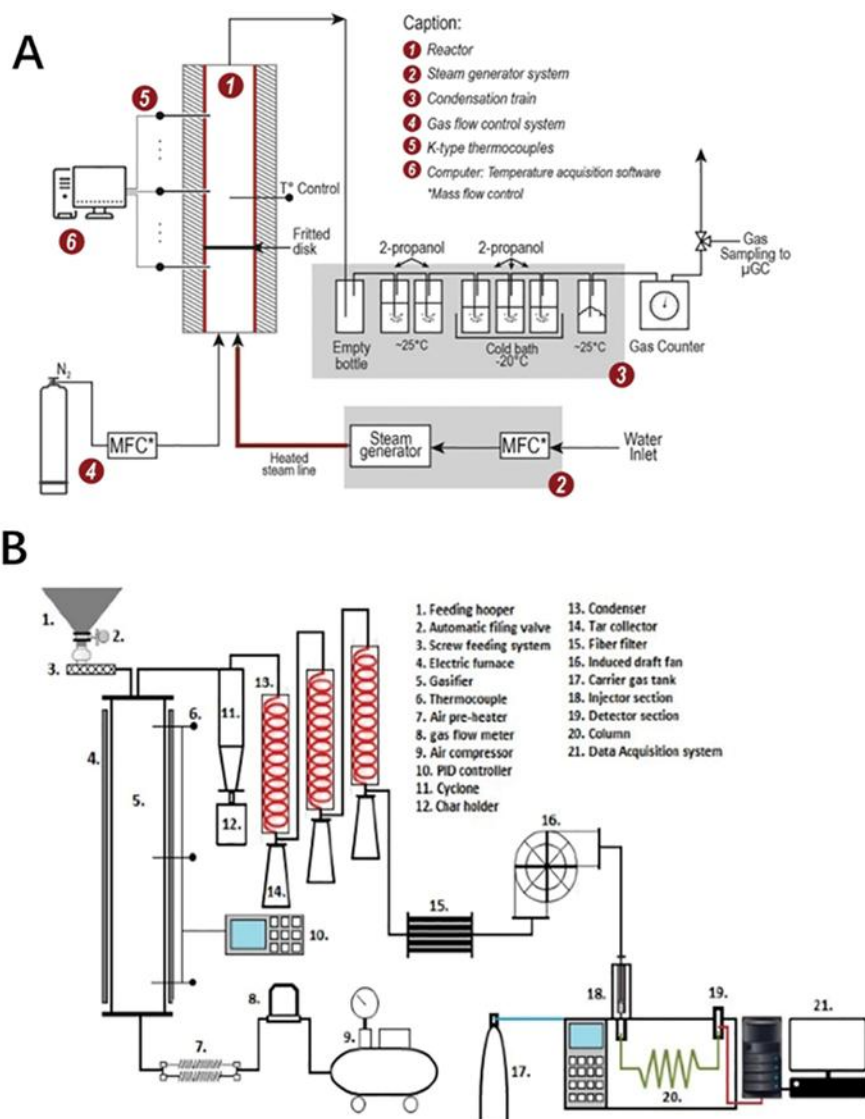 A
Caption:
1 Reactor
2 Steam generator system
3 Condensation train
4 Gas flow control system
5 K-type thermocouples
6 Computer: Temperature acquisition software
*Mass flow control
1
5
T° Control
6
Fritted
disk
2-propanol
2-propanol
Gas
Sampling to
µGC
Empty
bottle
~25°C
Cold bath
-20°C
~25°C
Gas Counter
3
N2
MFC*
4
Heated
steam line
Steam
generator
MFC*
Water
Inlet
2
B
1. Feeding hooper
2. Automatic filing valve
3. Screw feeding system
4. Electric furnace
5. Gasifier
6. Thermocouple
7. Air pre-heater
8. gas flow meter
9. Air compressor
10. PID controller
11. Cyclone
12. Char holder
13. Condenser
14. Tar collector
15. Fiber filter
16. Induced draft fan
17. Carrier gas tank
18. Injector section
19. Detector section
20. Column
21. Data Acquisition system
1.
2.
3.
4.
5.
6.
11.
12.
13.
14.
10.
15.
16.
7.
8.
9.
17.
18.
19.
20.
21.